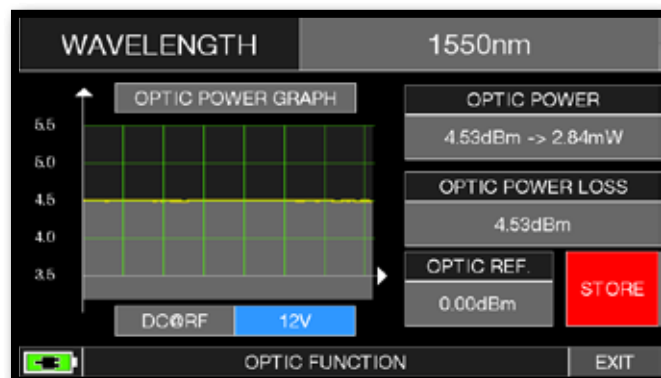 WAVELENGTH 1550nm
OPTIC POWER GRAPH
5.5
5.0
4.5
4.0
3.5
DC@RF 12V
OPTIC POWER
4.53dBm -> 2.84mW
OPTIC POWER LOSS
4.53dBm
OPTIC REF.
0.00dBm
STORE
OPTIC FUNCTION EXIT